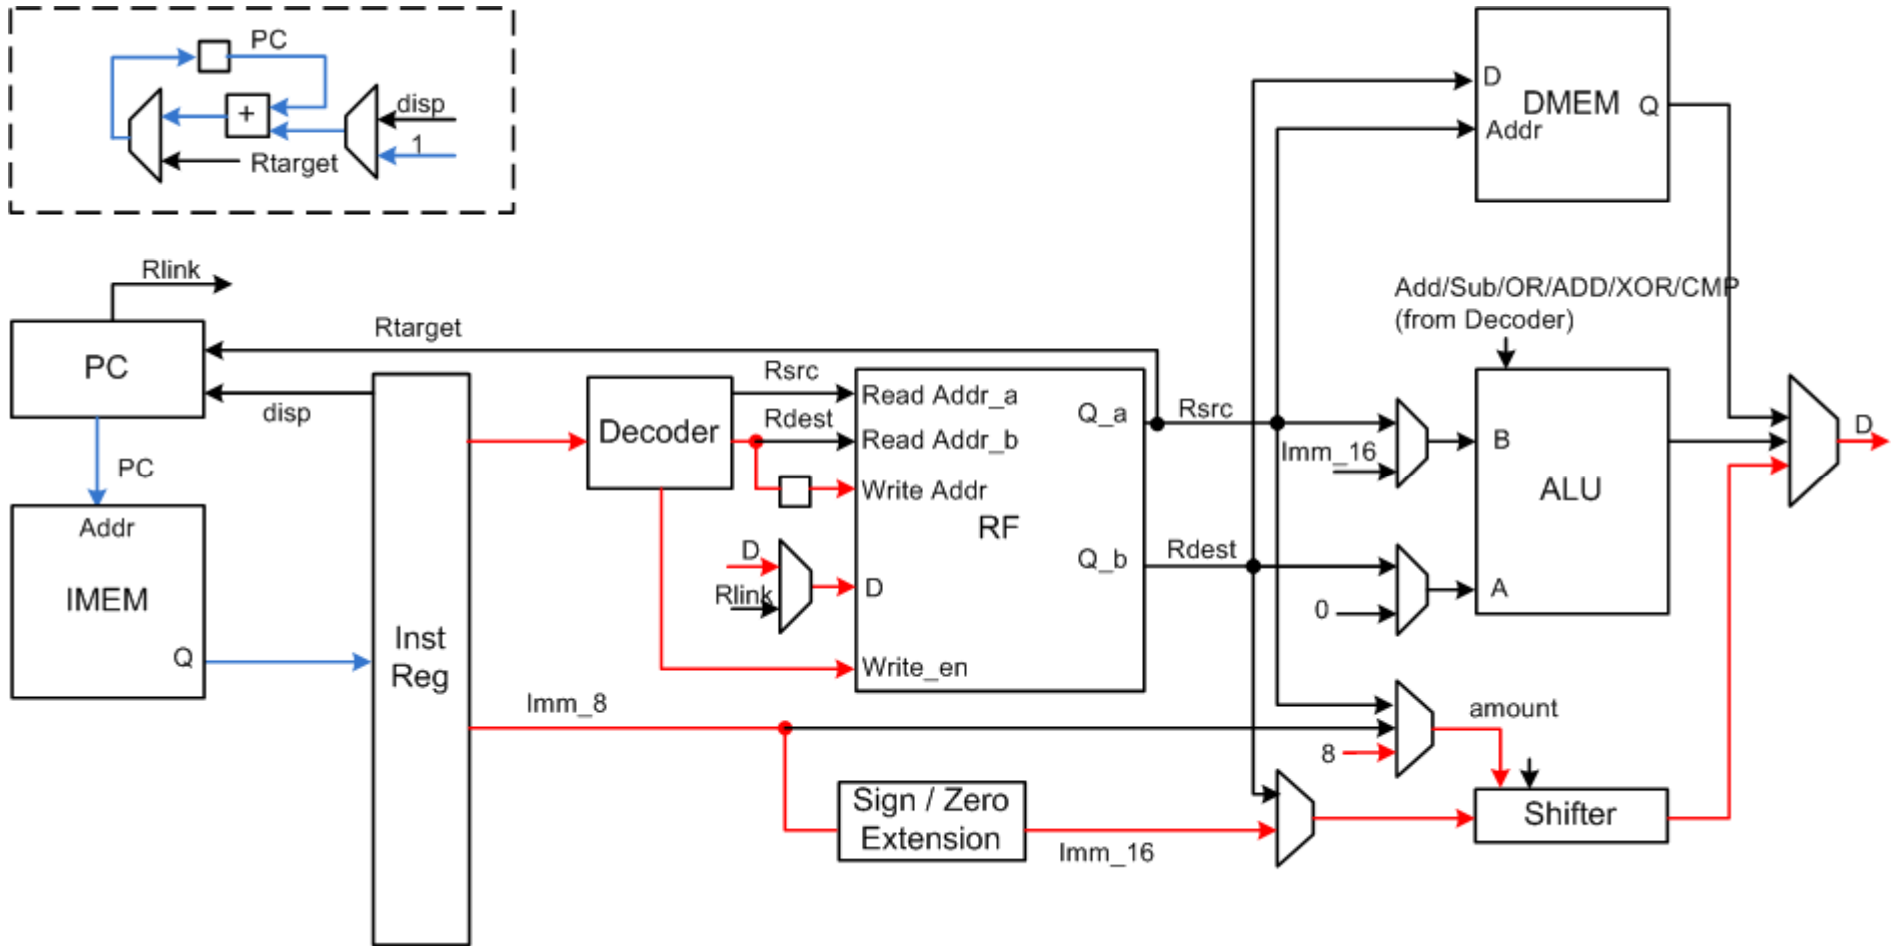 PC
disp
+
1
Rtarget
Rlink
Rtarget
PC
disp
PC
Addr
IMEM
Q
Inst
Reg
Decoder
Rsrc
Rdest
Read Addr_a
Read Addr_b
Write Addr
RF
D
Rlink
D
Write_en
Q_a
Q_b
Rsrc
Rdest
Imm_8
Sign / Zero
Extension
Imm_16
D
DMEM
Q
Addr
Add/Sub/OR/ADD/XOR/CMP
(from Decoder)
Imm_16
B
ALU
0
A
8
amount
Shifter
D